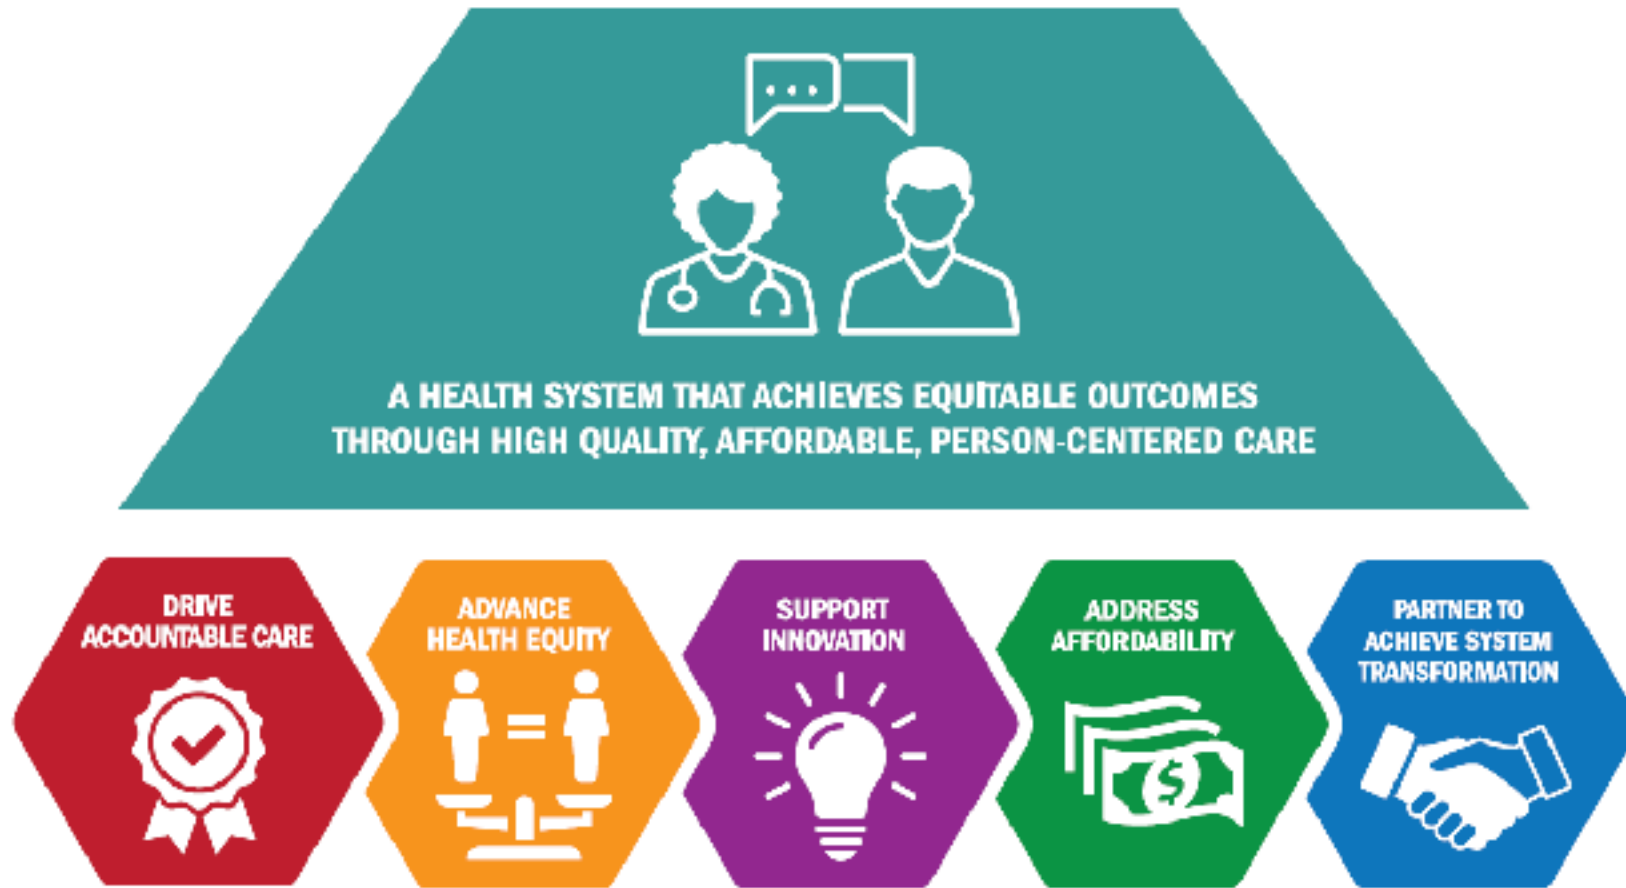 A HEALTH SYSTEM THAT ACHIEVES EQUITABLE OUTCOMES
THROUGH HIGH QUALITY, AFFORDABLE, PERSON-CENTERED CARE
DRIVE
ACCOUNTABLE CARE
ADVANCE
HEALTH EQUITY
SUPPORT
INNOVATION
ADDRESS
AFFORDABILITY
PARTNER TO
ACHIEVE SYSTEM
TRANSFORMATION